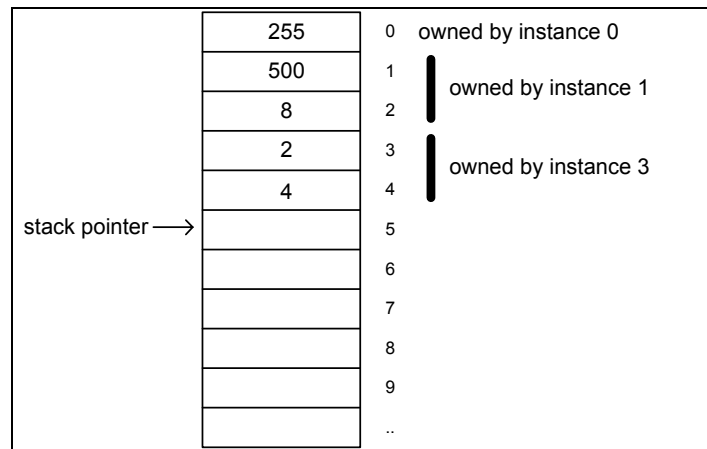 255 0 owned by instance 0
500 1
owned by instance 1
8 2
2 3
owned by instance 3
4 4
stack pointer 5
6
7
8
9
..